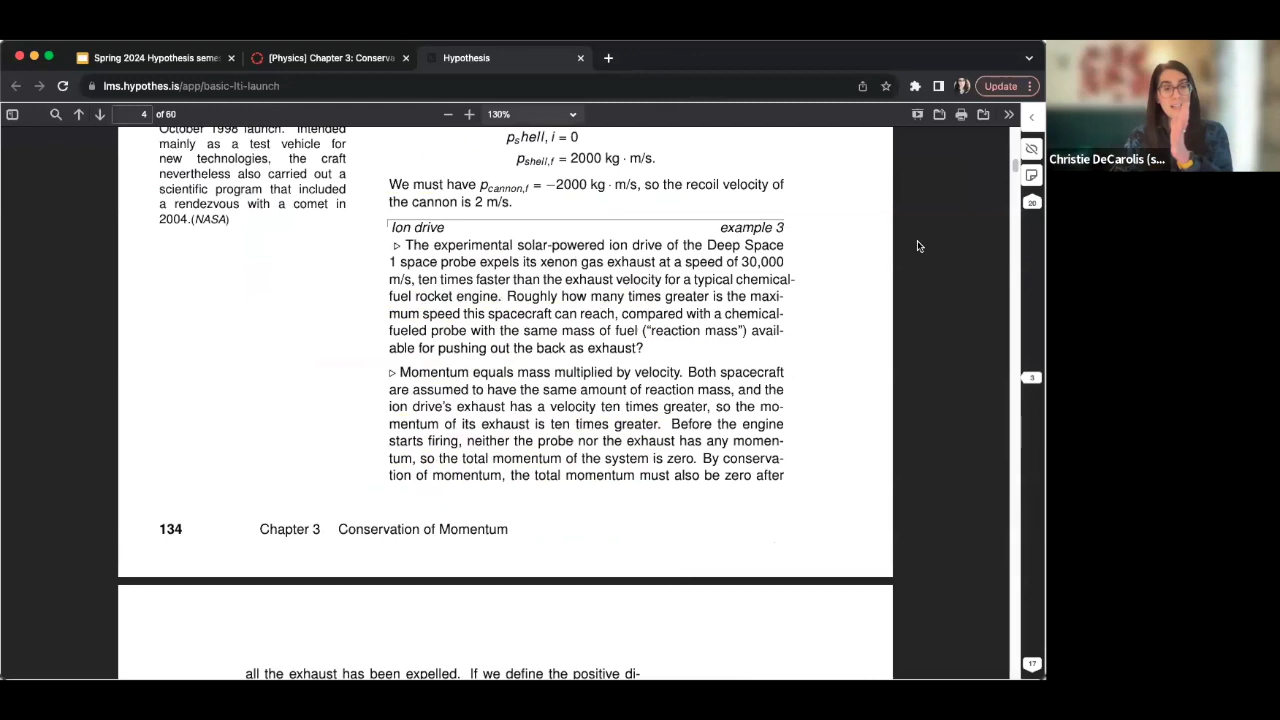 Spring 2024 Hypothesis seme
[Physics] Chapter 3: Conserva
Hypothesis
lms.hypothes.is/app/basic-lti-launch
Update
4 of 60
130%
October 1998 launch. Intended
mainly as a test vehicle for
new technologies, the craft
nevertheless also carried out a
scientific program that included
a rendezvous with a comet in
2004.(NASA)
pshell, i = 0
pshell,f = 2000 kg · m/s.
We must have pcannon,f = −2000 kg · m/s, so the recoil velocity of
the cannon is 2 m/s.
Ion drive example 3
▷ The experimental solar-powered ion drive of the Deep Space
1 space probe expels its xenon gas exhaust at a speed of 30,000
m/s, ten times faster than the exhaust velocity for a typical chemical-
fuel rocket engine. Roughly how many times greater is the maxi-
mum speed this spacecraft can reach, compared with a chemical-
fueled probe with the same mass of fuel (“reaction mass”) avail-
able for pushing out the back as exhaust?
▷ Momentum equals mass multiplied by velocity. Both spacecraft
are assumed to have the same amount of reaction mass, and the
ion drive’s exhaust has a velocity ten times greater, so the mo-
mentum of its exhaust is ten times greater. Before the engine
starts firing, neither the probe nor the exhaust has any momen-
tum, so the total momentum of the system is zero. By conserva-
tion of momentum, the total momentum must also be zero after
134 Chapter 3 Conservation of Momentum
all the exhaust has been expelled. If we define the positive di-
20
3
17
Christie DeCarolis (s...